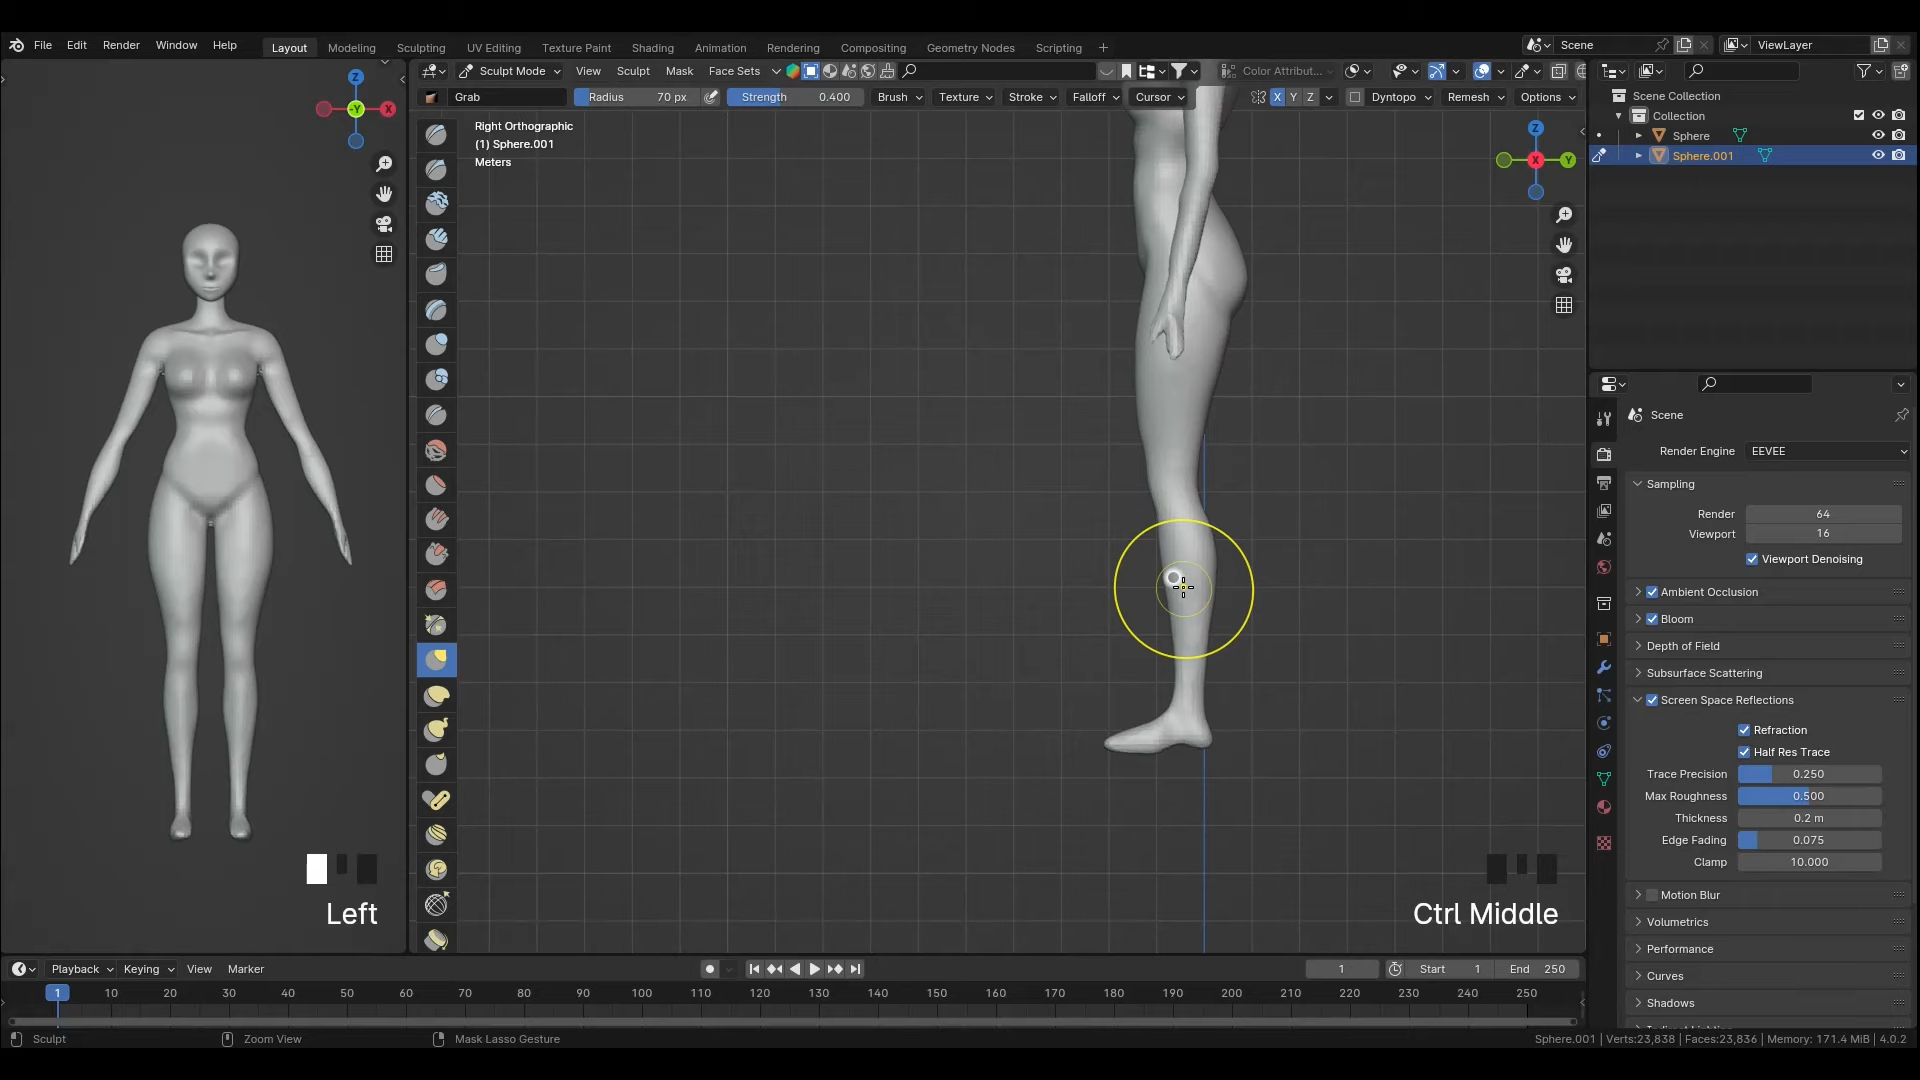 File Edit Render Window Help Layout Modeling Sculpting UV Editing Texture Paint Shading Animation Rendering Compositing Geometry Nodes Scripting + Scene ViewLayer
Sculpt Mode View Sculpt Mask Face Sets Color Attribut...
Grab Radius 70 px Strength 0.400 Brush Texture Stroke Falloff Cursor X Y Z Dyntopo Remesh Options
Right Orthographic
(1) Sphere.001
Meters
Z
-Y
X
Z
X
Y
Scene Collection
Collection
Sphere
Sphere.001
Scene
Render Engine EEVEE
Sampling
Render 64
Viewport 16
Viewport Denoising
Ambient Occlusion
Bloom
Depth of Field
Subsurface Scattering
Screen Space Reflections
Refraction
Half Res Trace
Trace Precision 0.250
Max Roughness 0.500
Thickness 0.2 m
Edge Fading 0.075
Clamp 10.000
Motion Blur
Volumetrics
Performance
Curves
Shadows
Left
Ctrl Middle
Playback Keying View Marker 1 Start 1 End 250
1 10 20 30 40 50 60 70 80 90 100 110 120 130 140 150 160 170 180 190 200 210 220 230 240 250
Sculpt Zoom View Mask Lasso Gesture Sphere.001 | Verts:23,838 | Faces:23,836 | Memory: 171.4 MiB | 4.0.2